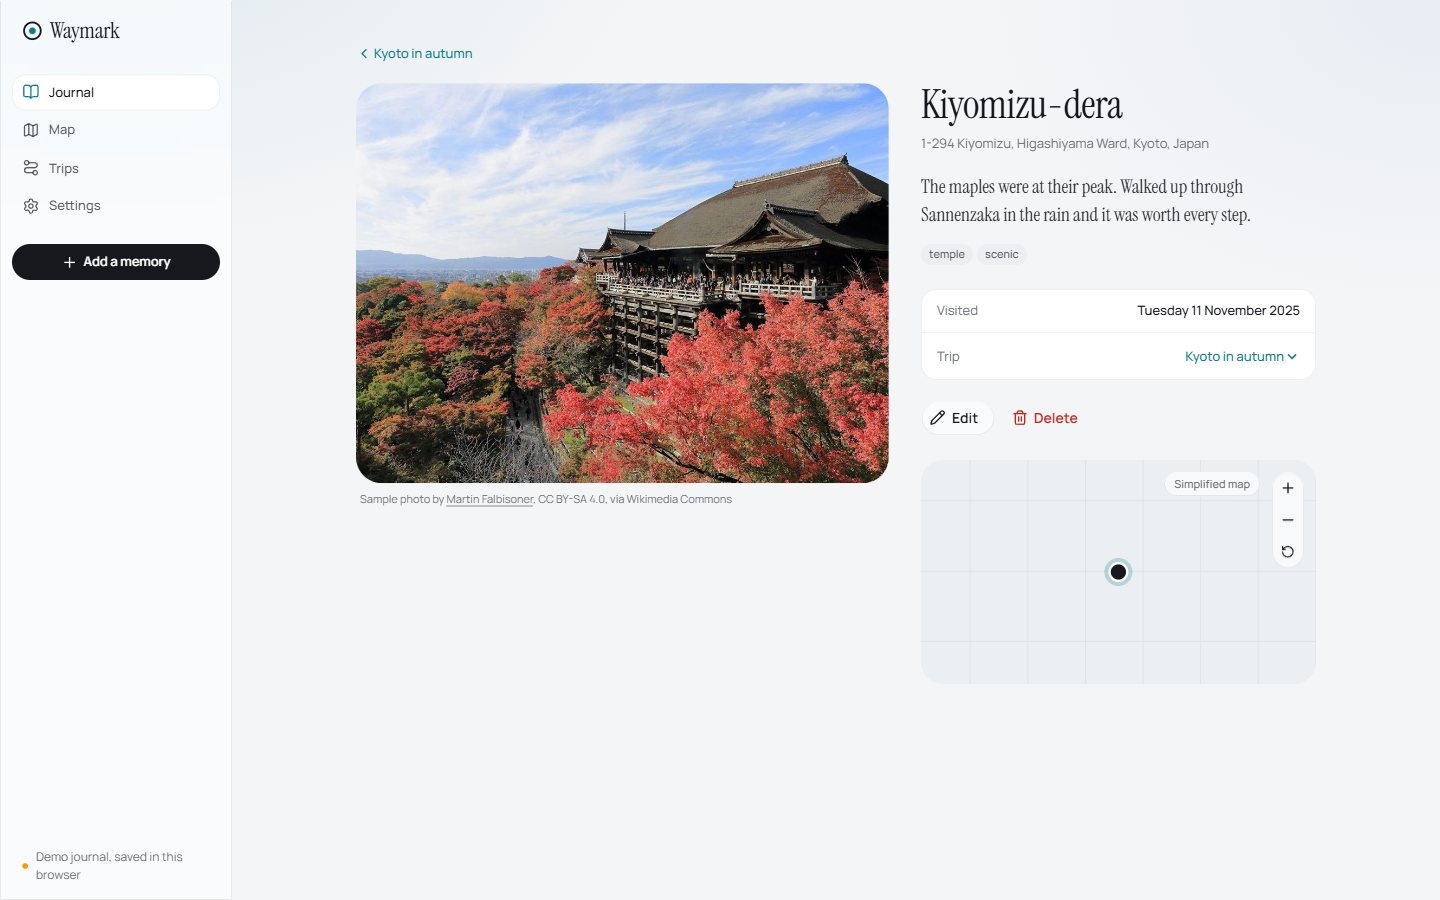 Waymark
Journal
Map
Trips
Settings
Add a memory
Demo journal, saved in this
browser
Kyoto in autumn
Sample photo by Martin Falbisoner, CC BY-SA 4.0, via Wikimedia Commons
Kiyomizu-dera
1-294 Kiyomizu, Higashiyama Ward, Kyoto, Japan
The maples were at their peak. Walked up through
Sannenzaka in the rain and it was worth every step.
temple scenic
Visited Tuesday 11 November 2025
Trip Kyoto in autumn
Edit Delete
Simplified map